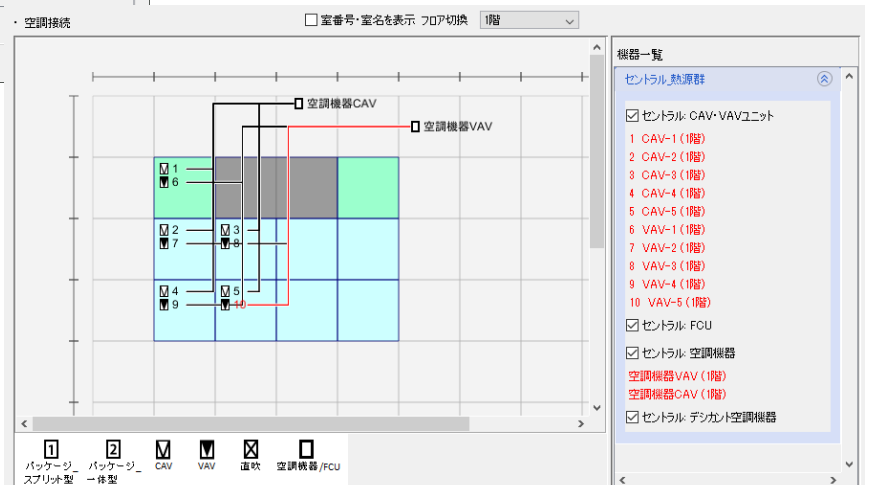 ・ 空調接続
室番号・室名を表示 フロア切換 1階
空調機器CAV
空調機器VAV
1
6
2 3
7 8
4 5
9 10
1 2
パッケージ_スプリット型 パッケージ_一体型 CAV VAV 直吹 空調機器/FCU
機器一覧
セントラル_熱源群
セントラル: CAV・VAVユニット
1 CAV-1 (1階)
2 CAV-2 (1階)
3 CAV-3 (1階)
4 CAV-4 (1階)
5 CAV-5 (1階)
6 VAV-1 (1階)
7 VAV-2 (1階)
8 VAV-3 (1階)
9 VAV-4 (1階)
10 VAV-5 (1階)
セントラル: FCU
セントラル: 空調機器
空調機器VAV (1階)
空調機器CAV (1階)
セントラル: デシカント空調機器